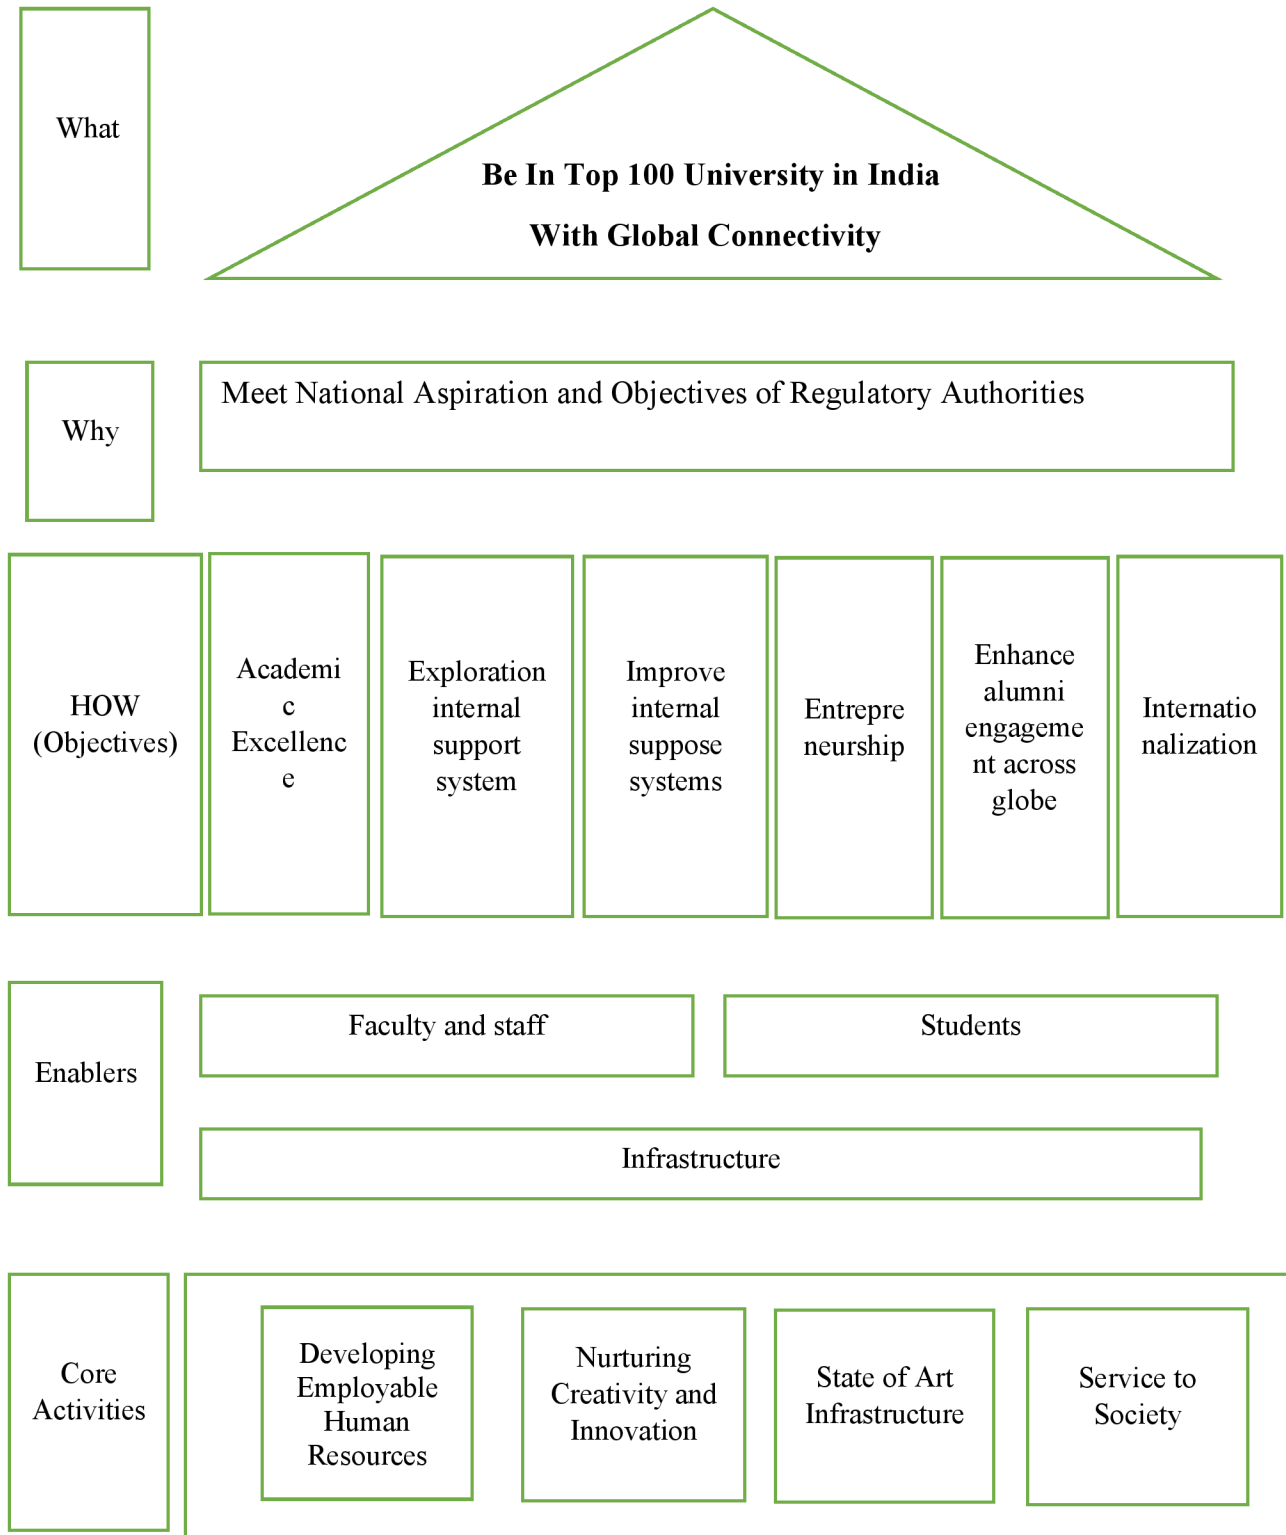 What
Be In Top 100 University in India
With Global Connectivity
Why
Meet National Aspiration and Objectives of Regulatory Authorities
HOW
(Objectives)
Academi
c
Excellenc
e
Exploration
internal
support
system
Improve
internal
suppose
systems
Entrepre
neurship
Enhance
alumni
engageme
nt across
globe
Internatio
nalization
Enablers
Faculty and staff
Students
Infrastructure
Core
Activities
Developing
Employable
Human
Resources
Nurturing
Creativity and
Innovation
State of Art
Infrastructure
Service to
Society